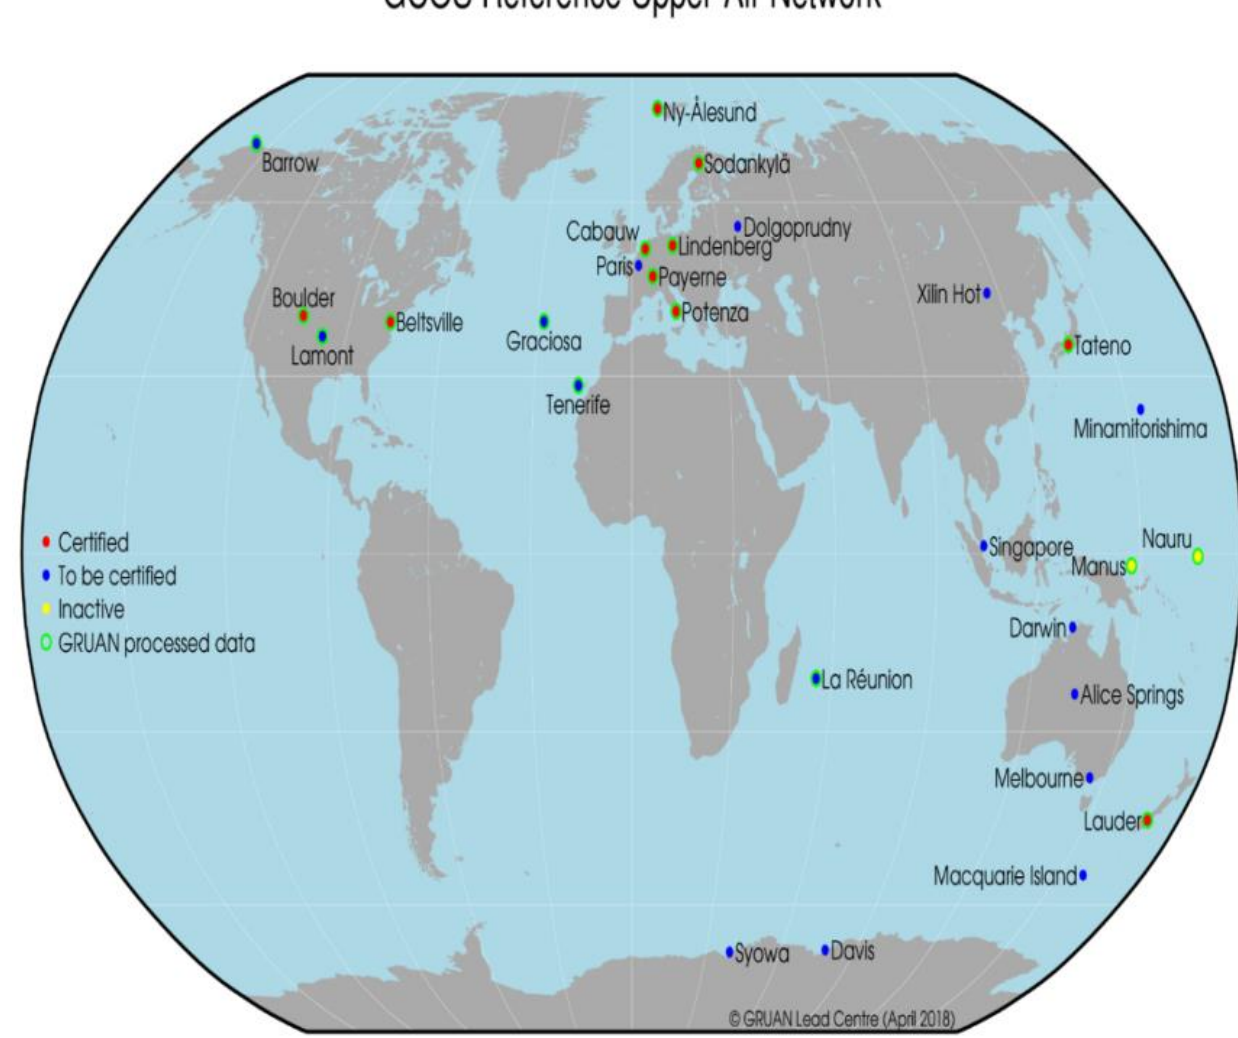 GCOS Reference Upper-Air Network
Ny-Ålesund
Barrow
Sodankylä
Cabauw
Dolgoprudny
Lindenberg
Paris
Payerne
Xilin Hot
Boulder
Potenza
Beltsville
Graciosa
Lamont
Tateno
Tenerife
Minamitorishima
Certified
Singapore
Nauru
To be certified
Manus
Inactive
Darwin
GRUAN processed data
La Réunion
Alice Springs
Melbourne
Lauder
Macquarie Island
Syowa
Davis
© GRUAN Lead Centre (April 2018)